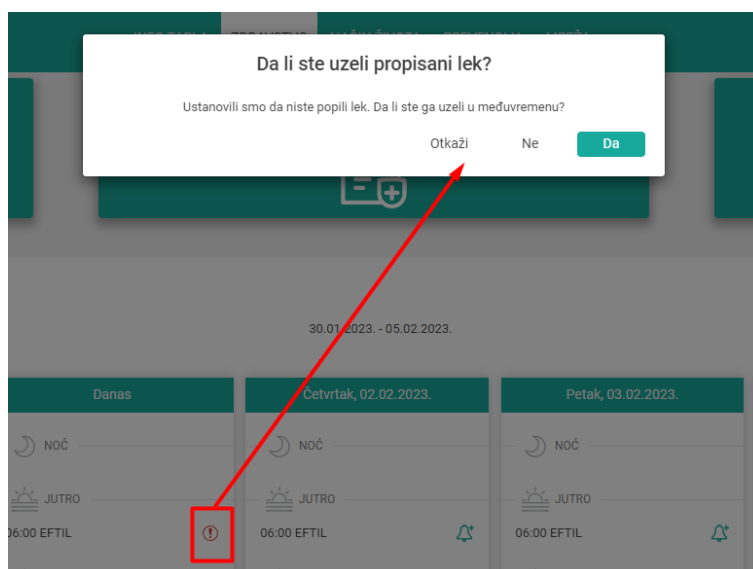 Da li ste uzeli propisani lek?
Ustanovili smo da niste popili lek. Da li ste ga uzeli u međuvremenu?
Otkaži
Ne
Da
30.01.2023. - 05.02.2023.
Danas
Četvrtak, 02.02.2023.
Petak, 03.02.2023.
NOĆ
NOĆ
NOĆ
JUTRO
JUTRO
JUTRO
06:00 EFTIL
06:00 EFTIL
06:00 EFTIL